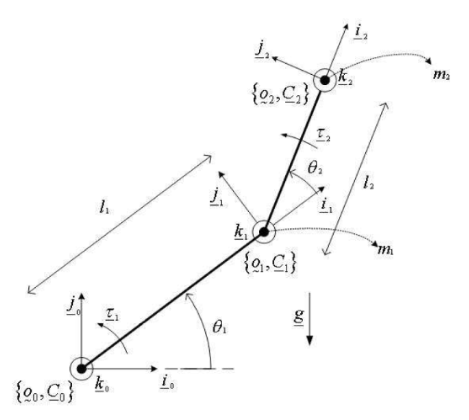 i₂
j₂
k₂
m₂
{o₂,C₂}
τ₂
θ₂
l₂
l₁
j₁
i₁
k₁
m₁
{o₁,C₁}
j₀
τ₁
θ₁
g
i₀
k₀
{o₀,C₀}